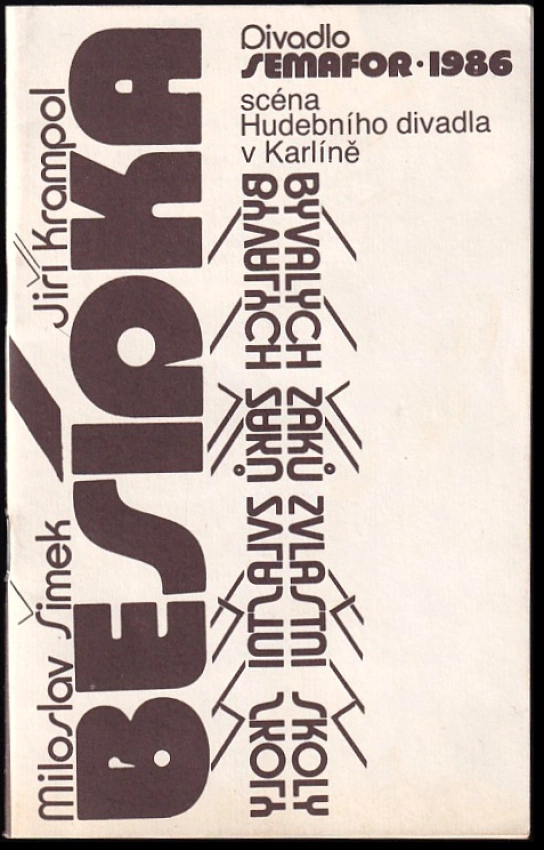 Divadlo
SEMAFOR · 1986
scéna
Hudebního divadla
v Karlíně
Miloslav Šimek
Jiří Krampol
BESÍDKA
BÝVALÝCH ŽÁKŮ ZVLÁŠTNÍ ŠKOLY
BÝVALÝCH ŽÁKŮ ZVLÁŠTNÍ ŠKOLY